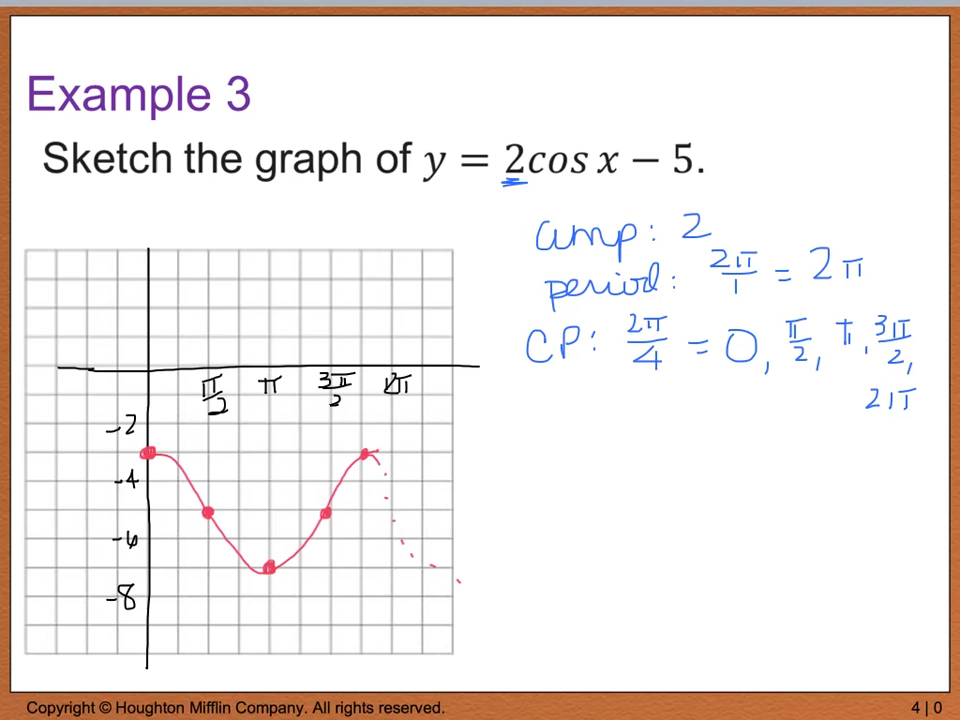 Example 3
Sketch the graph of y = 2cos x − 5.
amp: 2
period: 2π/1 = 2π
CP: 2π/4 = 0, π/2, π, 3π/2,
2π
π/2 π 3π/2 2π
-2
-4
-6
-8
Copyright © Houghton Mifflin Company. All rights reserved.
4 | 0